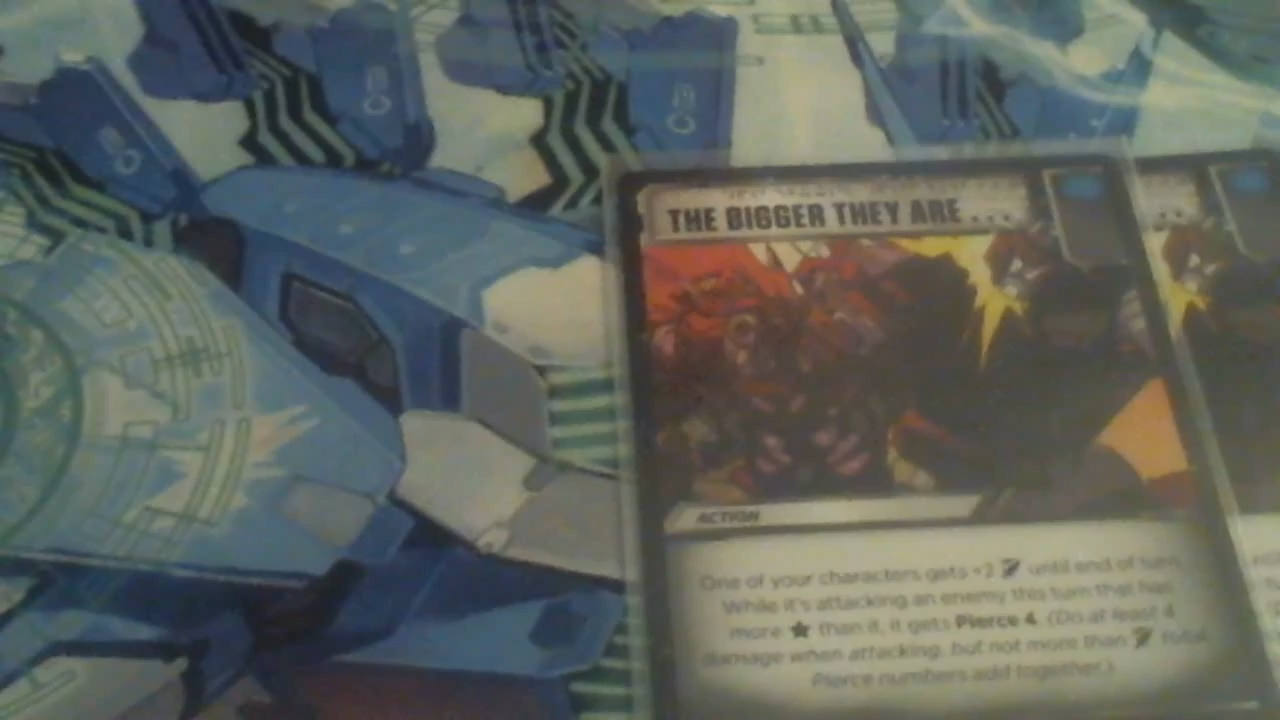 THE BIGGER THEY ARE...
ACTION
One of your characters gets +2 until end of turn.
While it's attacking an enemy this turn that has
more ★ than it, it gets Pierce 4. (Do at least 4
damage when attacking, but not more than total
Pierce numbers add together.)